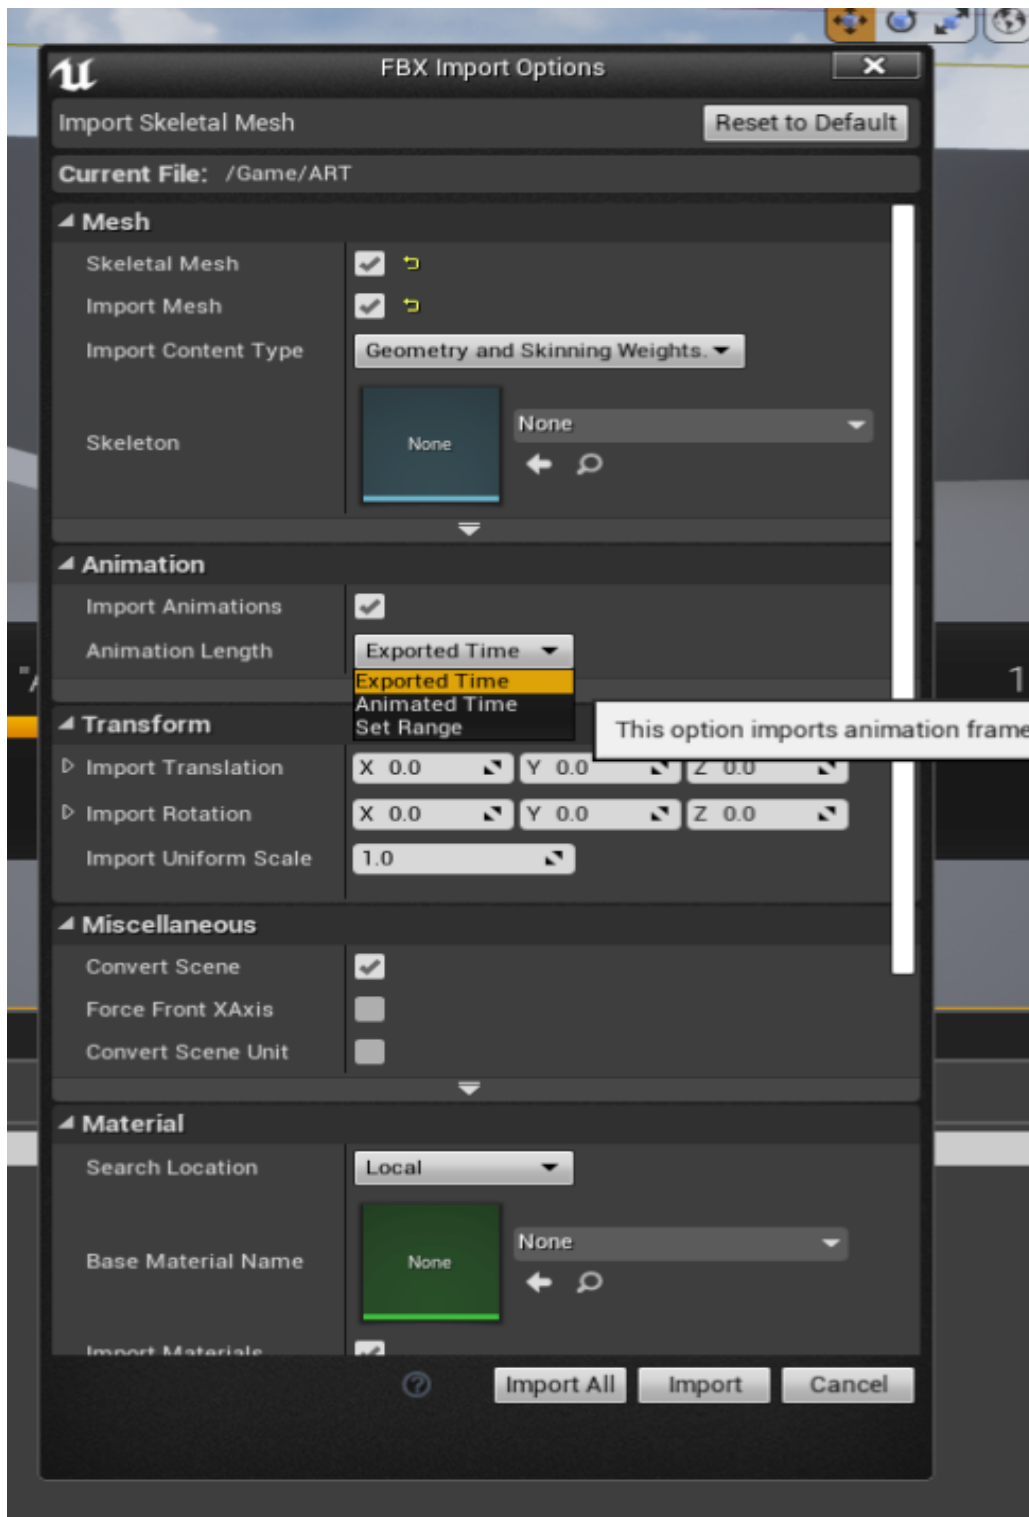 FBX Import Options
Import Skeletal Mesh
Reset to Default
Current File: /Game/ART
Mesh
Skeletal Mesh
Import Mesh
Import Content Type
Geometry and Skinning Weights.
Skeleton
None
None
Animation
Import Animations
Animation Length
Exported Time
Exported Time
Animated Time
Set Range
This option imports animation frame
Transform
Import Translation
X 0.0
Y 0.0
Z 0.0
Import Rotation
X 0.0
Y 0.0
Z 0.0
Import Uniform Scale
1.0
Miscellaneous
Convert Scene
Force Front XAxis
Convert Scene Unit
Material
Search Location
Local
Base Material Name
None
None
Import Materials
Import All
Import
Cancel